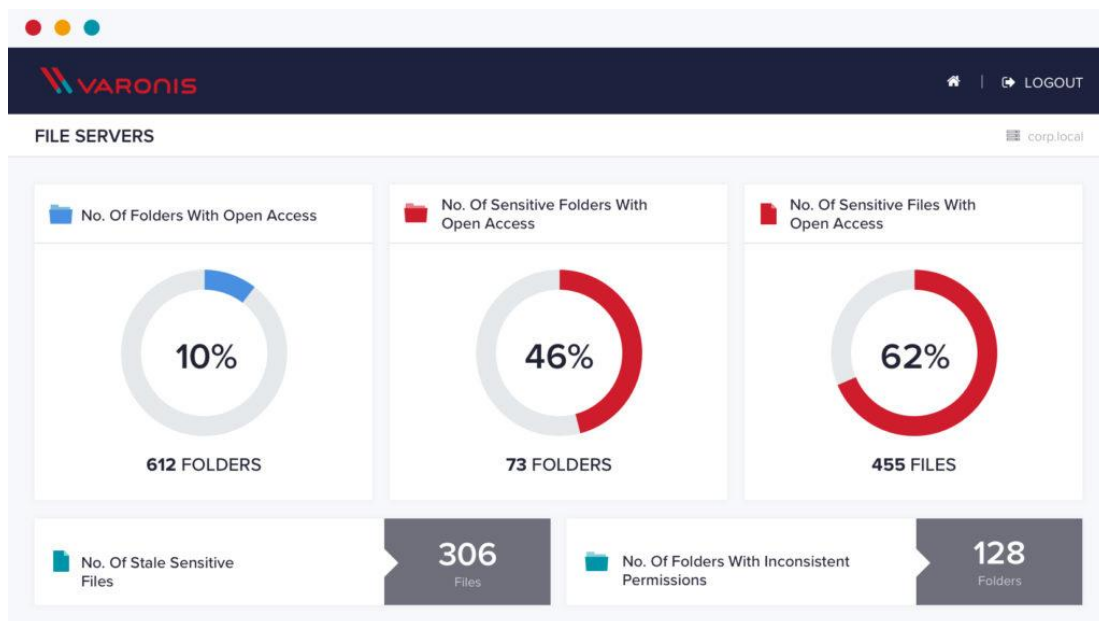 VARONIS
LOGOUT
FILE SERVERS
corp.local
No. Of Folders With Open Access
No. Of Sensitive Folders With
Open Access
No. Of Sensitive Files With
Open Access
10%
46%
62%
612 FOLDERS
73 FOLDERS
455 FILES
No. Of Stale Sensitive
Files
306
Files
No. Of Folders With Inconsistent
Permissions
128
Folders